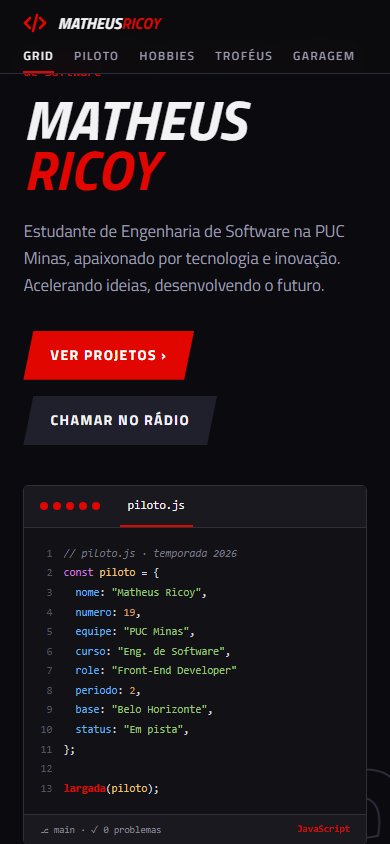 </> MATHEUSRICOY
GRID PILOTO HOBBIES TROFÉUS GARAGEM
MATHEUS
RICOY
Estudante de Engenharia de Software na PUC
Minas, apaixonado por tecnologia e inovação.
Acelerando ideias, desenvolvendo o futuro.
VER PROJETOS ›
CHAMAR NO RÁDIO
piloto.js
1 // piloto.js · temporada 2026
2 const piloto = {
3 nome: "Matheus Ricoy",
4 numero: 19,
5 equipe: "PUC Minas",
6 curso: "Eng. de Software",
7 role: "Front-End Developer"
8 periodo: 2,
9 base: "Belo Horizonte",
10 status: "Em pista",
11 };
12
13 largada(piloto);
⎇ main · ✓ 0 problemas JavaScript